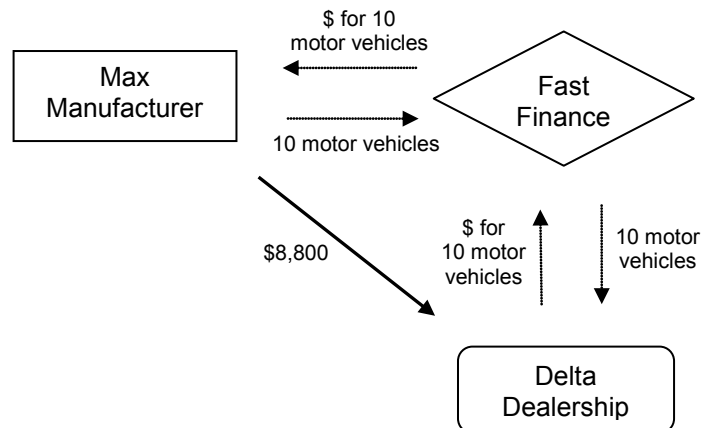 $ for 10
motor vehicles
Max
Manufacturer
Fast
Finance
10 motor vehicles
$8,800
$ for
10 motor
vehicles
10 motor
vehicles
Delta
Dealership